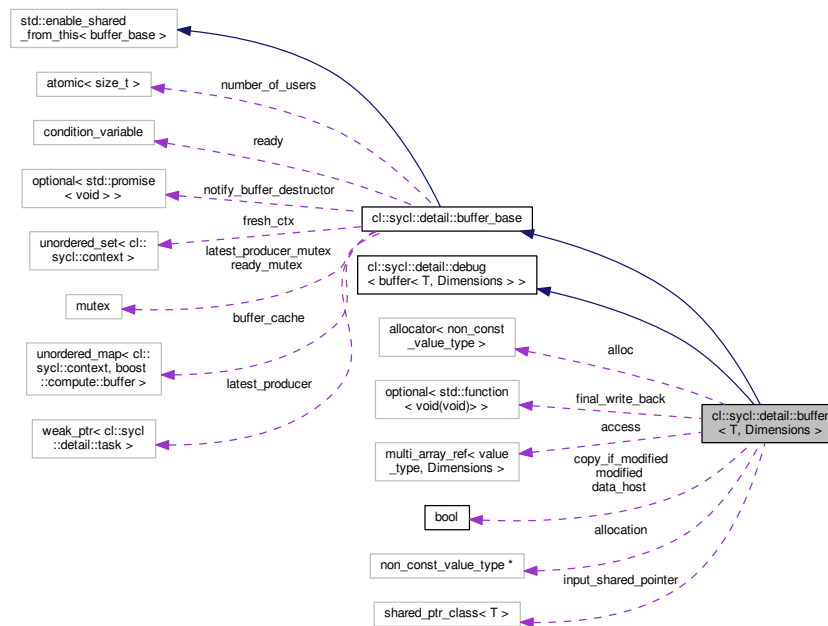 std::enable_shared
_from_this< buffer_base >
atomic< size_t >
number_of_users
condition_variable
ready
optional< std::promise
< void > >
notify_buffer_destructor
cl::sycl::detail::buffer_base
fresh_ctx
unordered_set< cl::
sycl::context >
latest_producer_mutex
ready_mutex
cl::sycl::detail::debug
< buffer< T, Dimensions > >
mutex
buffer_cache
allocator< non_const
_value_type >
alloc
unordered_map< cl::
sycl::context, boost
::compute::buffer >
latest_producer
optional< std::function
< void(void)> >
final_write_back
cl::sycl::detail::buffer
< T, Dimensions >
weak_ptr< cl::sycl
::detail::task >
access
multi_array_ref< value
_type, Dimensions >
copy_if_modified
modified
data_host
bool
allocation
non_const_value_type *
input_shared_pointer
shared_ptr_class< T >